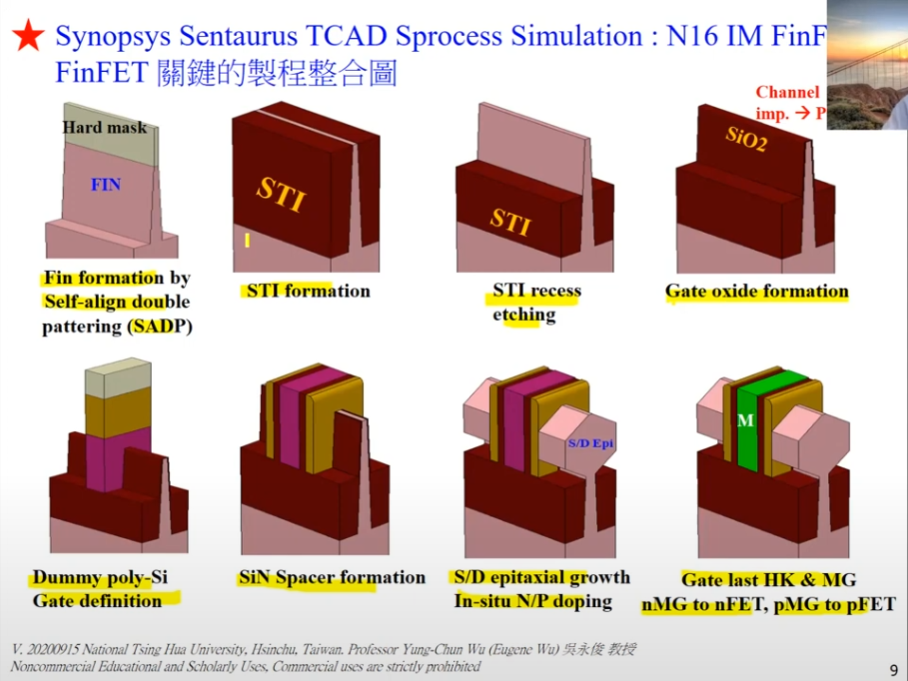 Synopsys Sentaurus TCAD Sprocess Simulation : N16 IM FinF
FinFET 關鍵的製程整合圖
Channel
imp. → P
Hard mask
FIN
STI
STI
SiO2
Fin formation by
Self-align double
pattering (SADP)
STI formation
STI recess
etching
Gate oxide formation
S/D Epi
M
Dummy poly-Si
Gate definition
SiN Spacer formation
S/D epitaxial growth
In-situ N/P doping
Gate last HK & MG
nMG to nFET, pMG to pFET
V. 20200915 National Tsing Hua University, Hsinchu, Taiwan. Professor Yung-Chun Wu (Eugene Wu) 吳永俊 教授
Noncommercial Educational and Scholarly Uses, Commercial uses are strictly prohibited
9